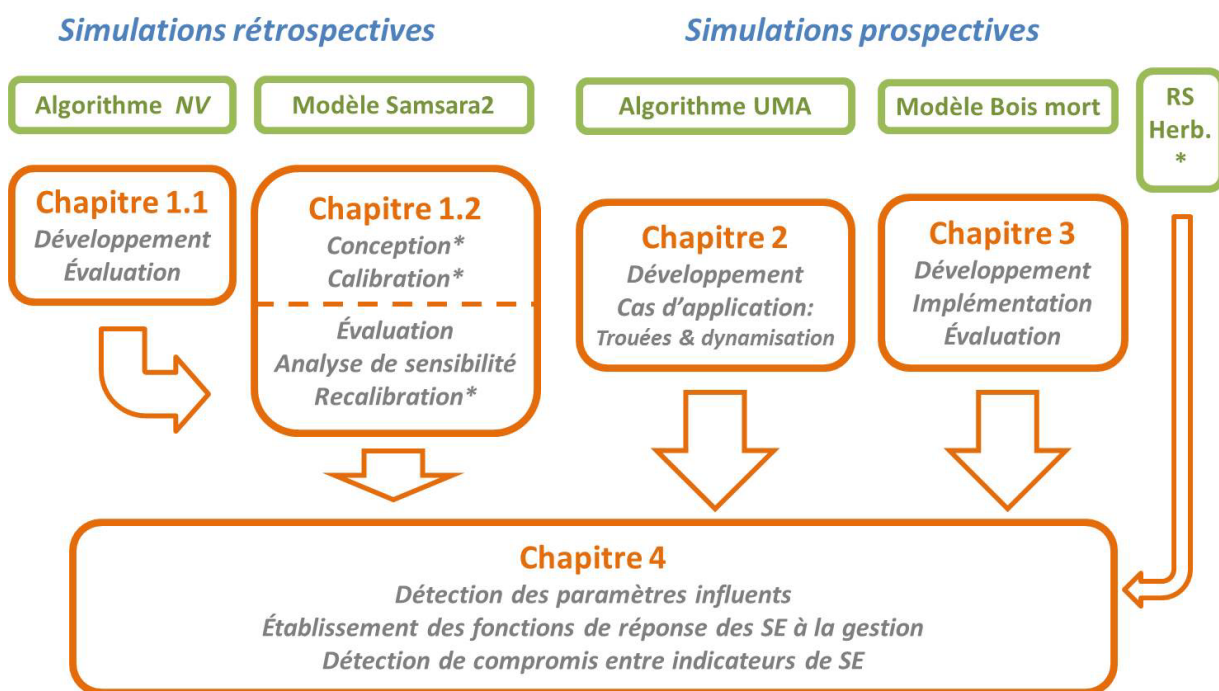 Simulations rétrospectives
Simulations prospectives
Algorithme NV
Modèle Samsara2
Algorithme UMA
Modèle Bois mort
RS
Herb.
*
Chapitre 1.1
Développement
Évaluation
Chapitre 1.2
Conception*
Calibration*
Évaluation
Analyse de sensibilité
Recalibration*
Chapitre 2
Développement
Cas d'application:
Trouées & dynamisation
Chapitre 3
Développement
Implémentation
Évaluation
Chapitre 4
Détection des paramètres influents
Établissement des fonctions de réponse des SE à la gestion
Détection de compromis entre indicateurs de SE